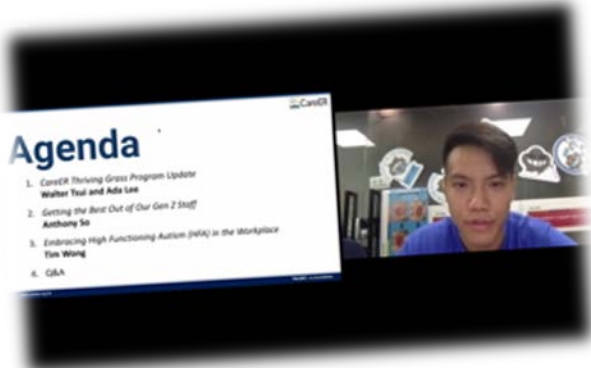 CareER
Agenda
1. CareER Thriving Grass Program Update
Walter Tsui and Ada Lee
2. Getting the Best Out of Our Gen Z Staff
Anthony So
3. Embracing High Functioning Autism (HFA) in the Workplace
Tim Wong
4. Q&A